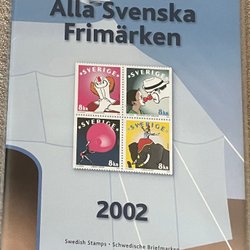 Alla Svenska
Frimärken
SVERIGE SVERIGE
8kr 8kr
SVERIGE SVERIGE
8kr 8kr
2002
Swedish Stamps · Schwedische Briefmarken